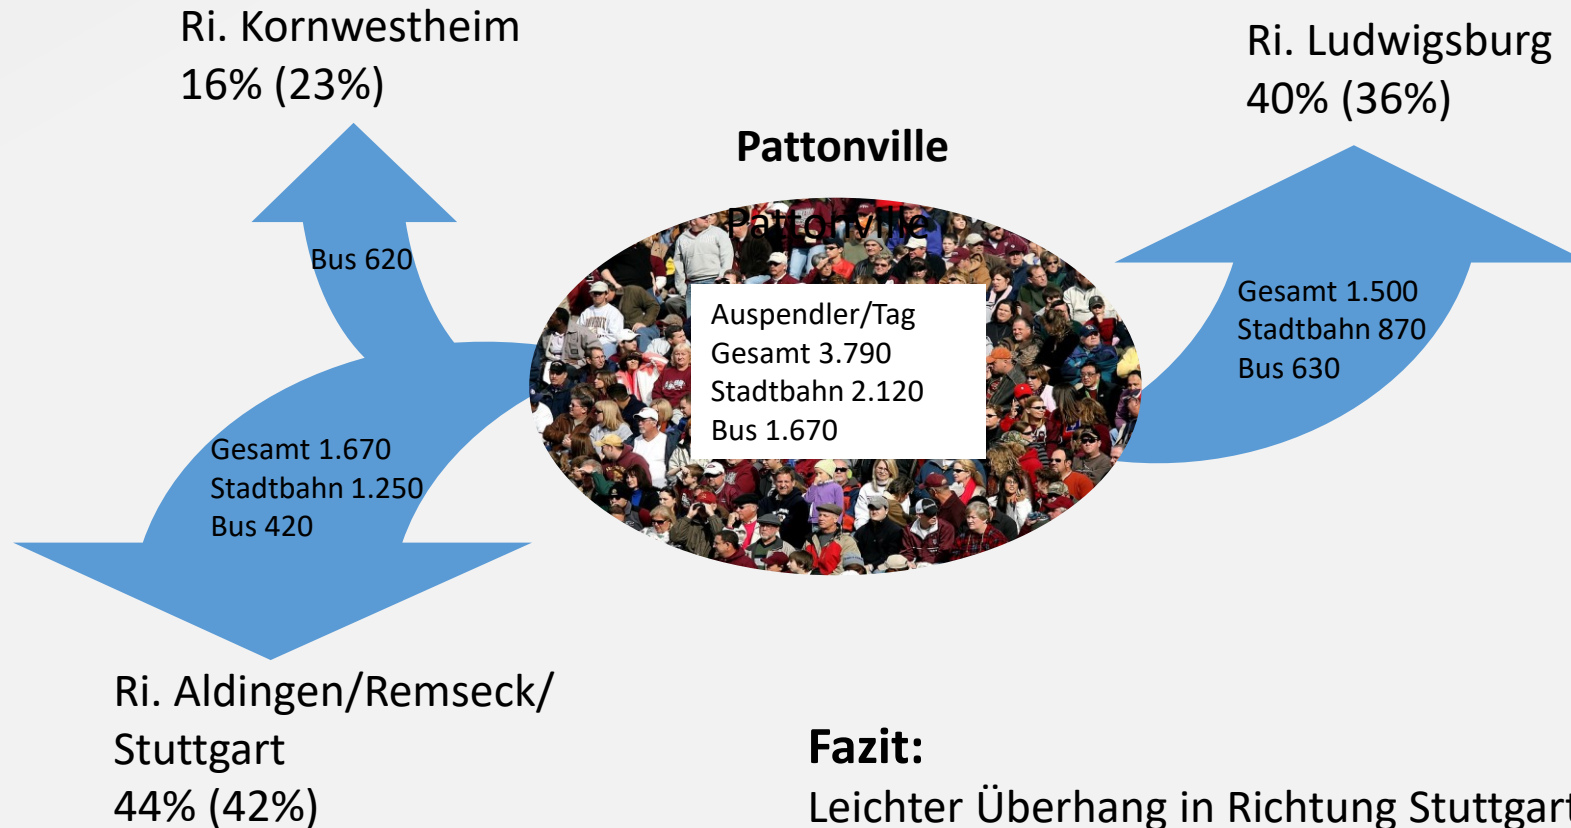 Ri. Kornwestheim
16% (23%)
Ri. Ludwigsburg
40% (36%)
Pattonville
Pattonville
Bus 620
Auspendler/Tag
Gesamt 3.790
Stadtbahn 2.120
Bus 1.670
Gesamt 1.500
Stadtbahn 870
Bus 630
Gesamt 1.670
Stadtbahn 1.250
Bus 420
Ri. Aldingen/Remseck/
Stuttgart
44% (42%)
Fazit:
Leichter Überhang in Richtung Stuttgart